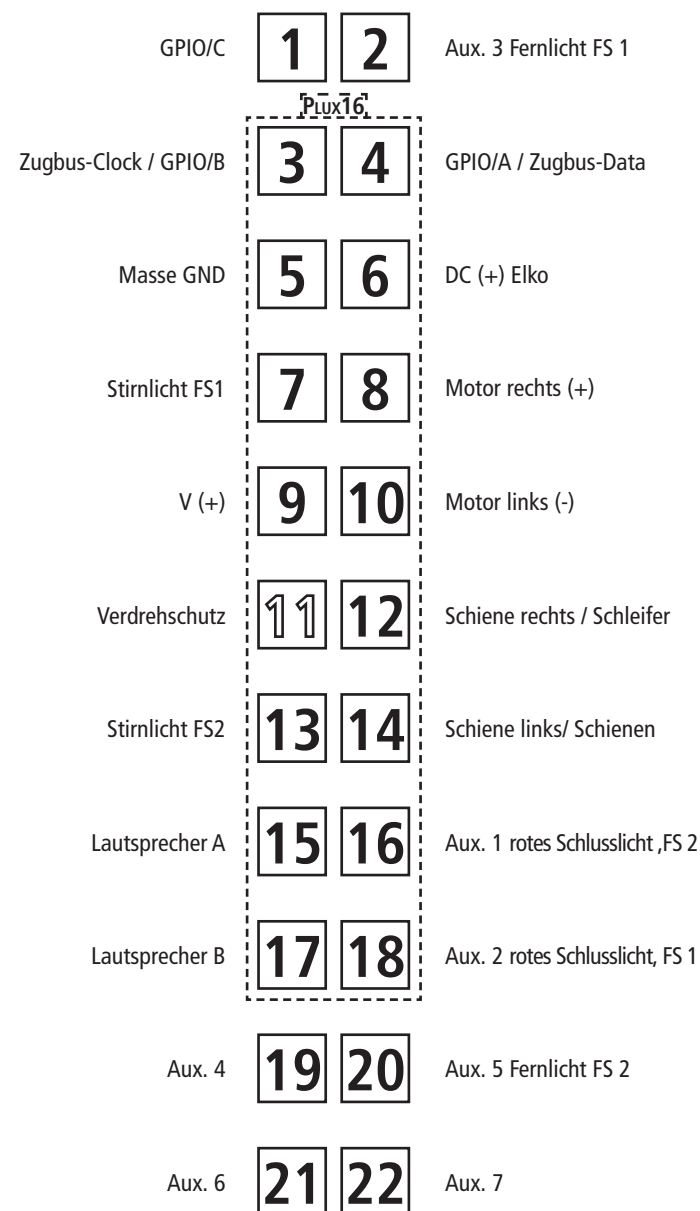 GPIO/C 1 2 Aux. 3 Fernlicht FS 1
PLUX16
Zugbus-Clock / GPIO/B 3 4 GPIO/A / Zugbus-Data
Masse GND 5 6 DC (+) Elko
Stirnlicht FS1 7 8 Motor rechts (+)
V (+) 9 10 Motor links (-)
Verdrehschutz 11 12 Schiene rechts / Schleifer
Stirnlicht FS2 13 14 Schiene links/ Schienen
Lautsprecher A 15 16 Aux. 1 rotes Schlusslicht ,FS 2
Lautsprecher B 17 18 Aux. 2 rotes Schlusslicht, FS 1
Aux. 4 19 20 Aux. 5 Fernlicht FS 2
Aux. 6 21 22 Aux. 7